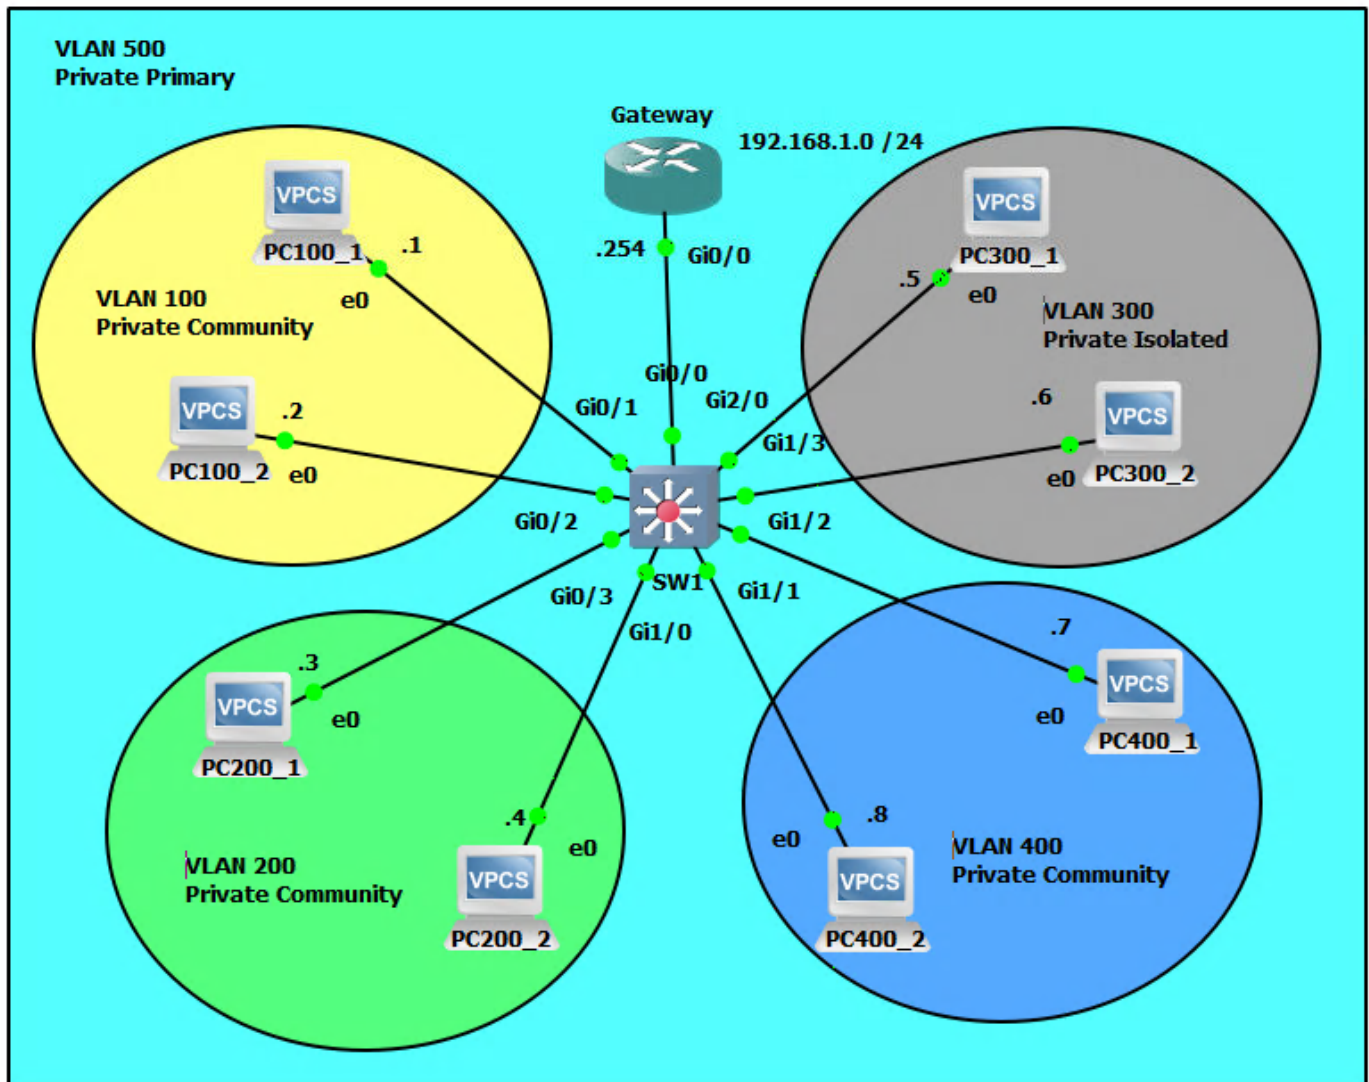 VLAN 500
Private Primary
Gateway
192.168.1.0 /24
.254
Gi0/0
VPCS
PC100_1
.1
e0
VLAN 100
Private Community
VPCS
PC100_2
.2
e0
VPCS
PC300_1
.5
e0
VLAN 300
Private Isolated
.6
VPCS
PC300_2
e0
Gi0/0
Gi0/1
Gi2/0
Gi1/3
Gi0/2
Gi1/2
Gi0/3
SW1
Gi1/1
Gi1/0
.3
VPCS
PC200_1
e0
.4
e0
VPCS
PC200_2
VLAN 200
Private Community
.7
VPCS
PC400_1
e0
.8
e0
VPCS
PC400_2
VLAN 400
Private Community